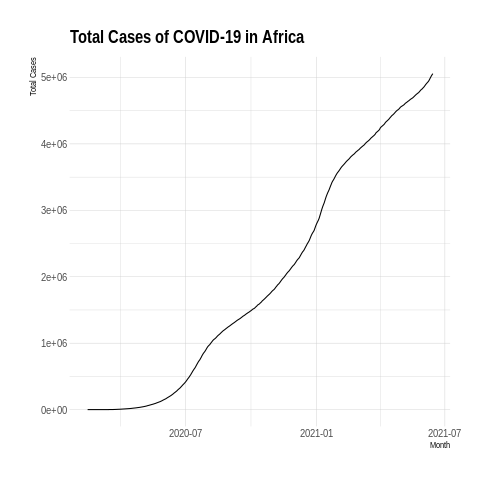 Total Cases of COVID-19 in Africa
Total Cases
5e+06
4e+06
3e+06
2e+06
1e+06
0e+00
2020-07
2021-01
2021-07
Month